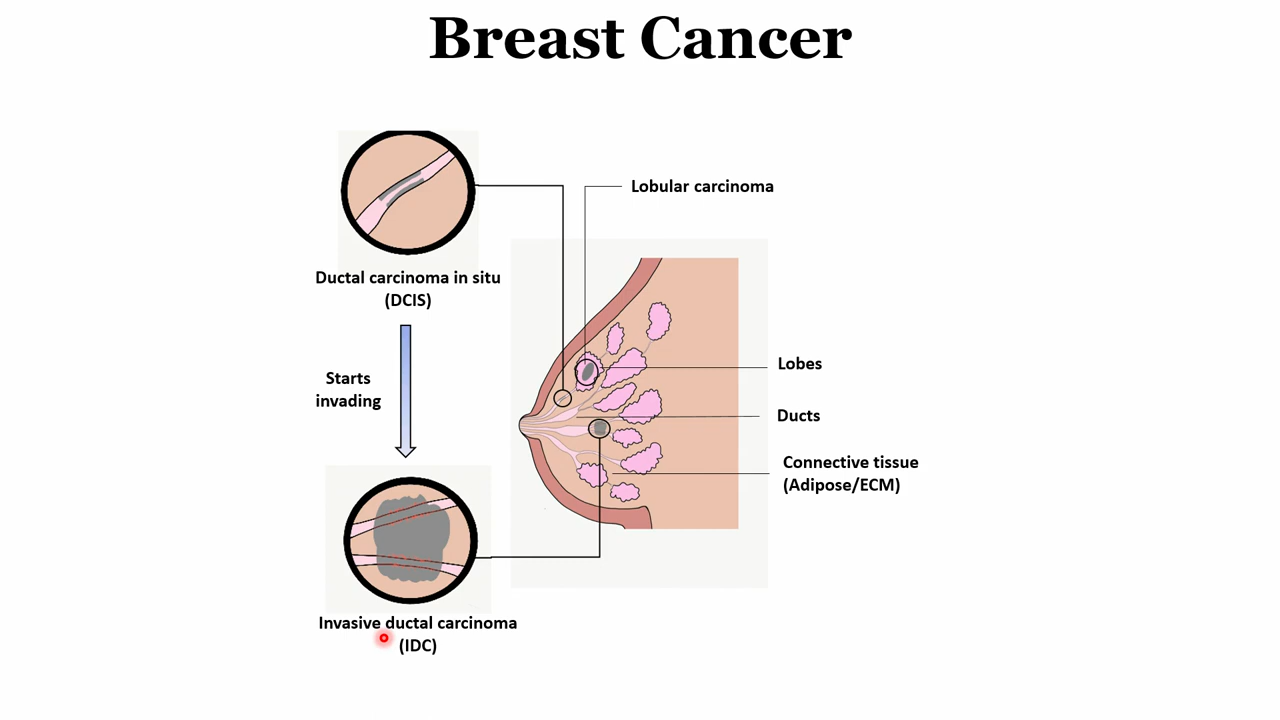 Breast Cancer
Lobular carcinoma
Ductal carcinoma in situ
(DCIS)
Starts
invading
Lobes
Ducts
Connective tissue
(Adipose/ECM)
Invasive ductal carcinoma
(IDC)